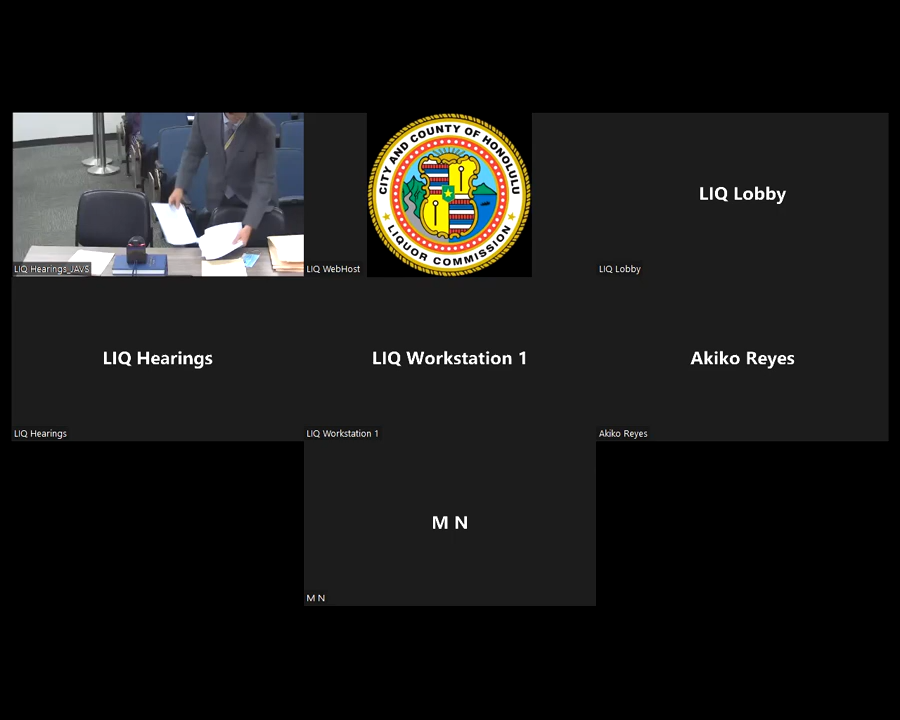 CITY AND COUNTY OF HONOLULU
LIQUOR COMMISSION
LIQ Lobby
LIQ Hearings_JAVS
LIQ WebHost
LIQ Lobby
LIQ Hearings
LIQ Workstation 1
Akiko Reyes
LIQ Hearings
LIQ Workstation 1
Akiko Reyes
M N
M N